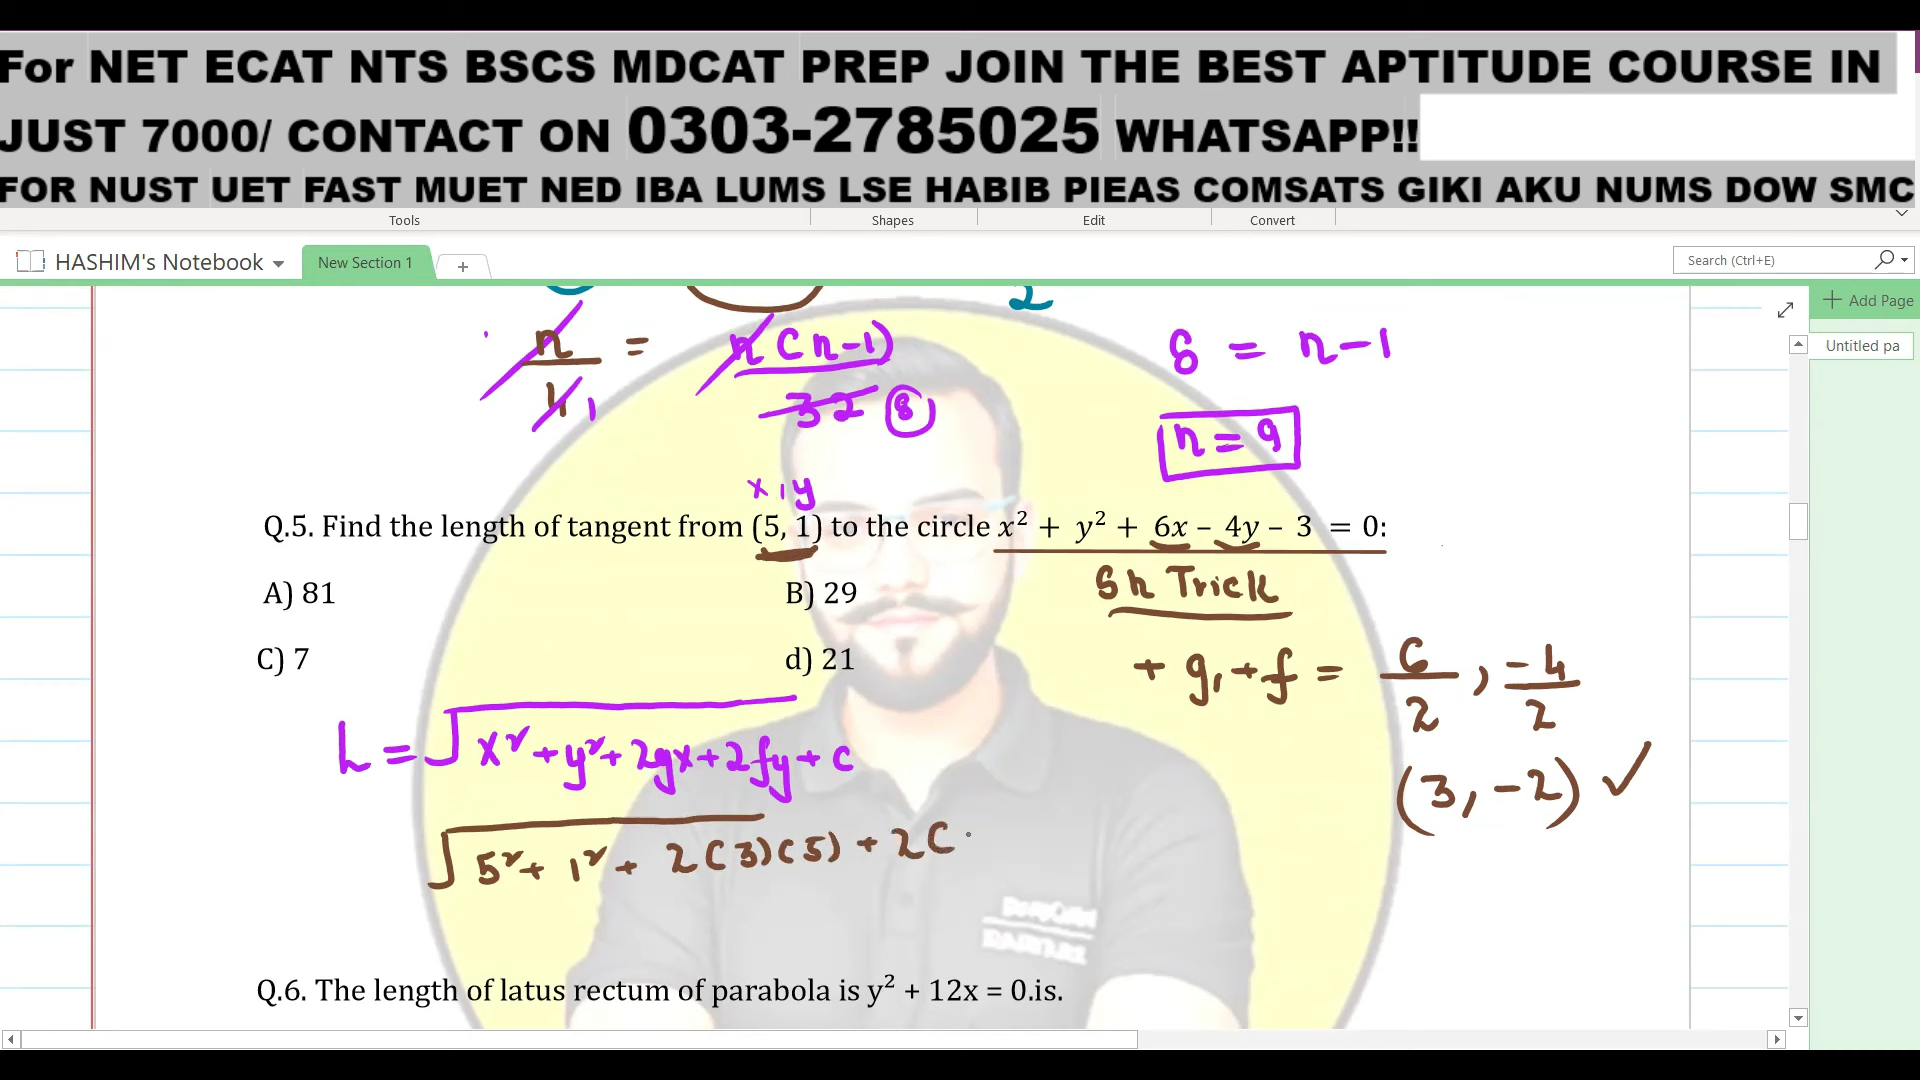 For NET ECAT NTS BSCS MDCAT PREP JOIN THE BEST APTITUDE COURSE IN
JUST 7000/ CONTACT ON 0303-2785025 WHATSAPP!!
FOR NUST UET FAST MUET NED IBA LUMS LSE HABIB PIEAS COMSATS GIKI AKU NUMS DOW SMC
Tools Shapes Edit Convert
HASHIM's Notebook New Section 1 + Search (Ctrl+E)
+ Add Page
Untitled pa
2
n/4 1 = n(n-1)/32 8
8 = n-1
n = 9
x, y
Q.5. Find the length of tangent from (5, 1) to the circle x² + y² + 6x – 4y – 3 = 0:
A) 81 B) 29
Sh Trick
C) 7 d) 21
+g, +f = 6/2, -4/2
L = √x² + y² + 2gx + 2fy + c
(3, -2) ✓
√5² + 1² + 2(3)(5) + 2(
Q.6. The length of latus rectum of parabola is y² + 12x = 0.is.